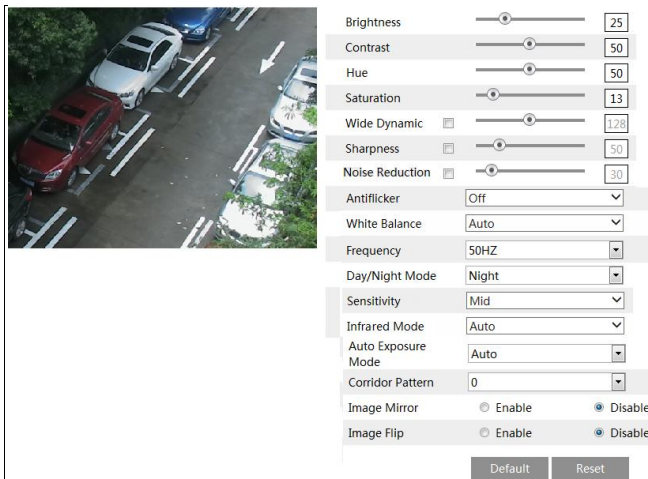 Brightness 25
Contrast 50
Hue 50
Saturation 13
Wide Dynamic 128
Sharpness 50
Noise Reduction 30
Antiflicker Off
White Balance Auto
Frequency 50HZ
Day/Night Mode Night
Sensitivity Mid
Infrared Mode Auto
Auto Exposure
Mode Auto
Corridor Pattern 0
Image Mirror Enable Disable
Image Flip Enable Disable
Default Reset